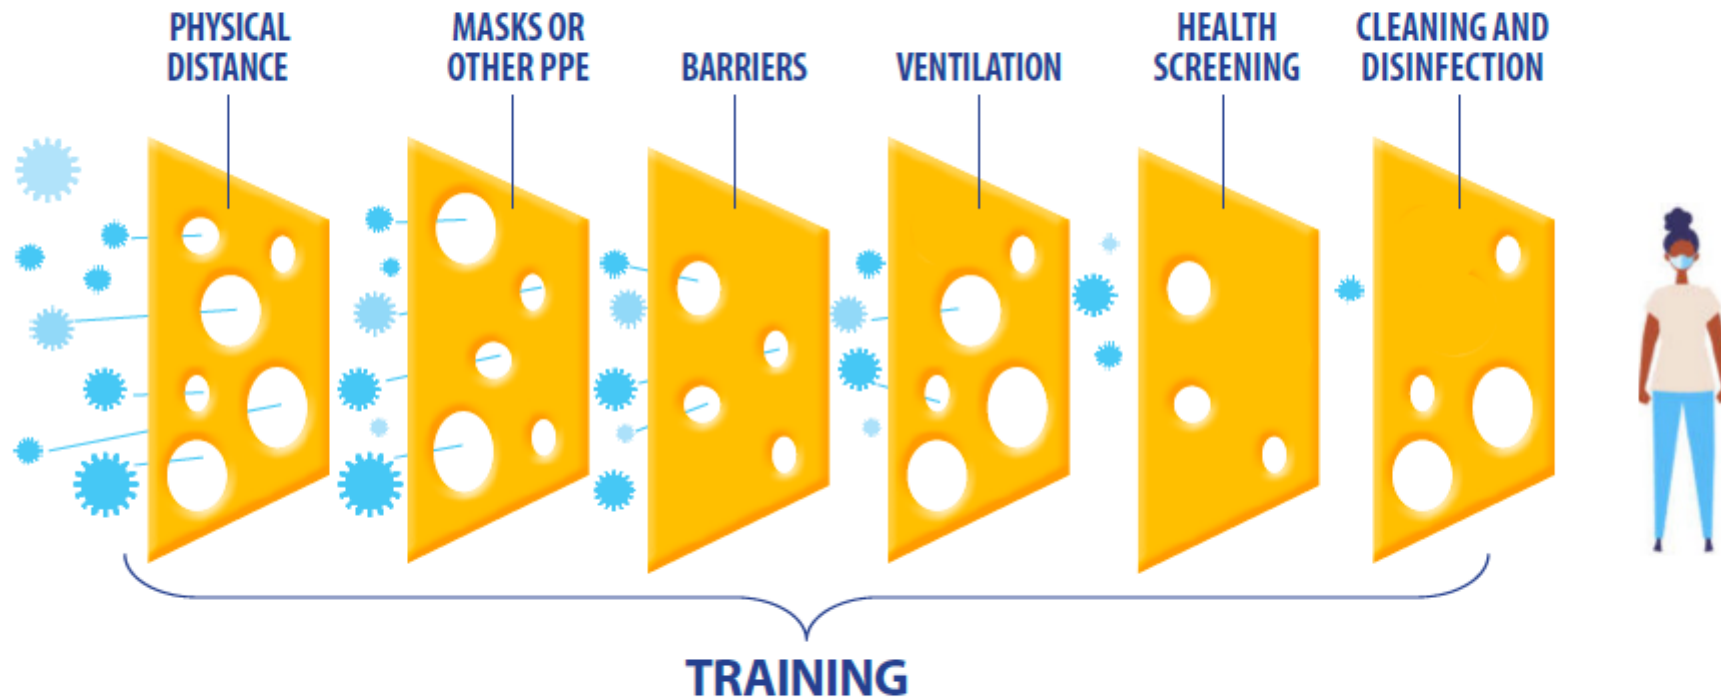 PHYSICAL
DISTANCE
MASKS OR
OTHER PPE
BARRIERS
VENTILATION
HEALTH
SCREENING
CLEANING AND
DISINFECTION
TRAINING